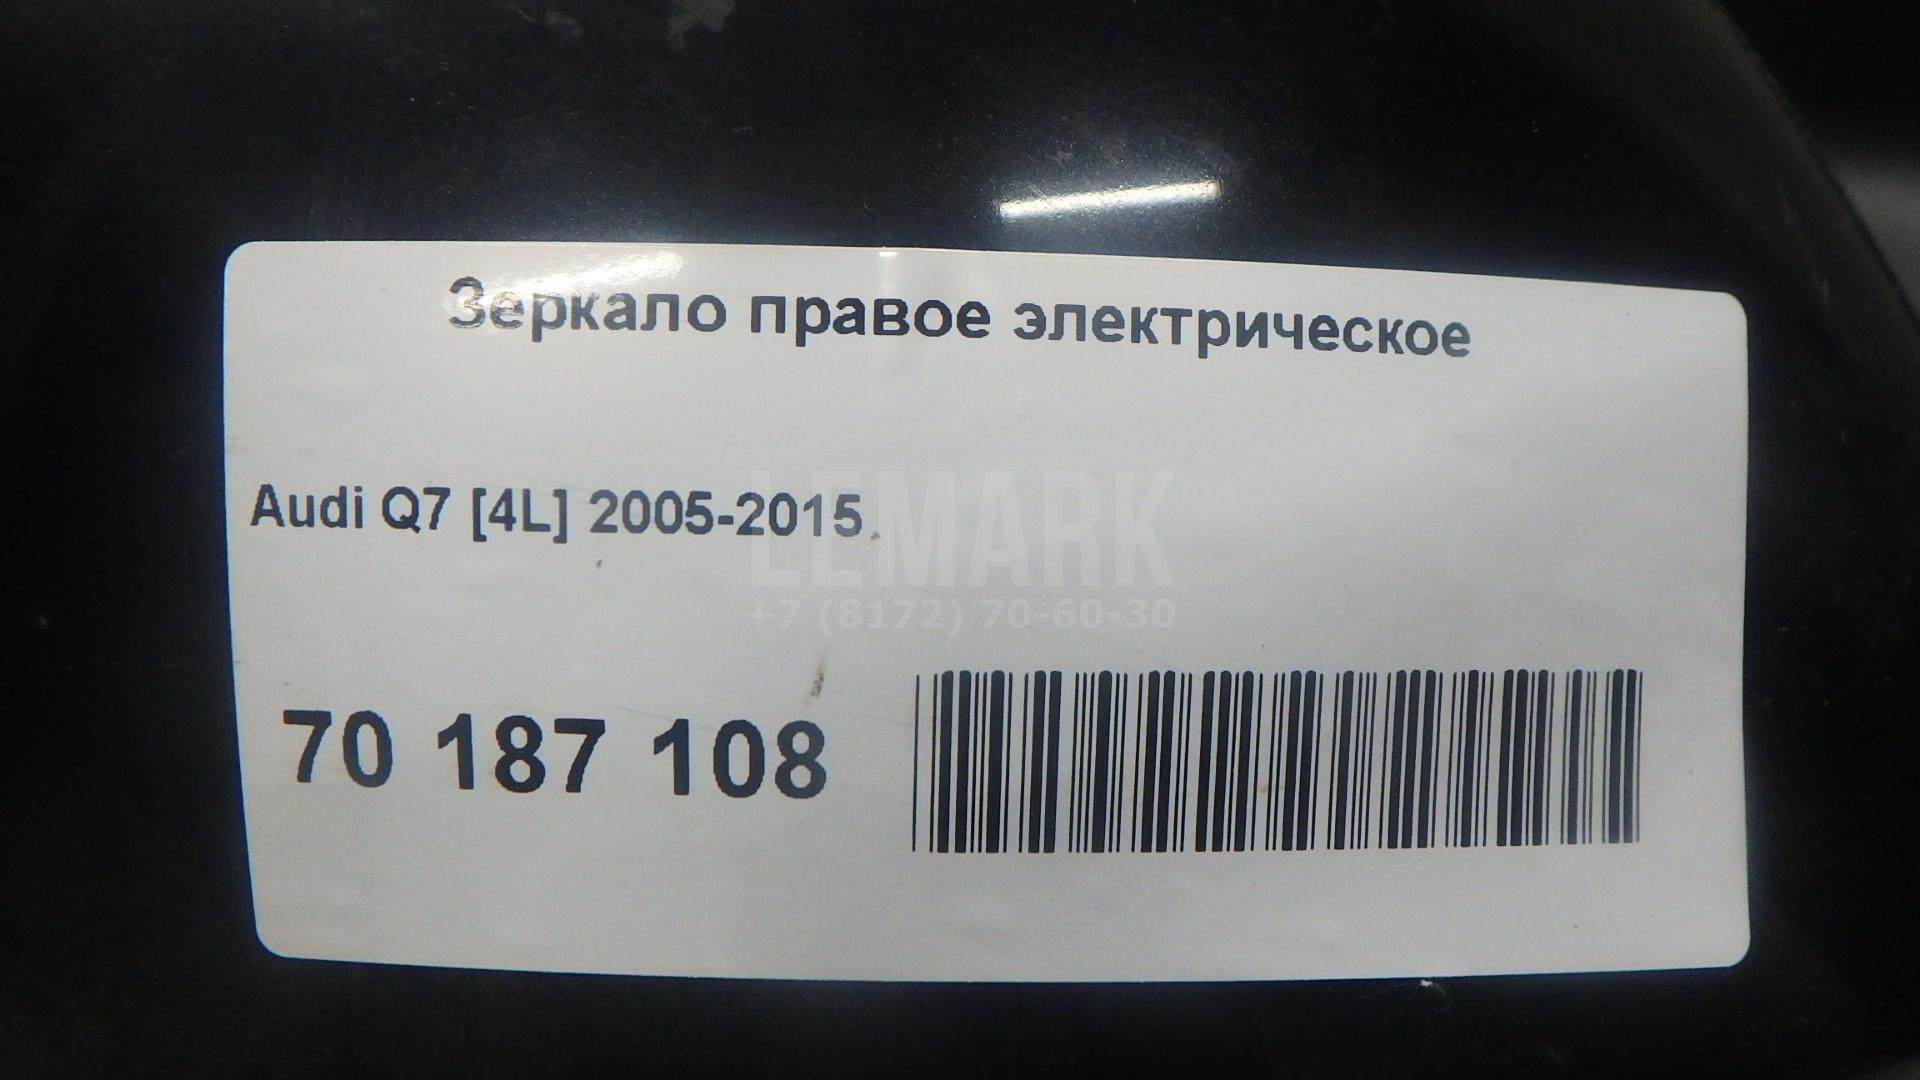 Зеркало правое электрическое
Audi Q7 [4L] 2005-2015
LEMARK
+7 (8172) 70-60-30
70 187 108